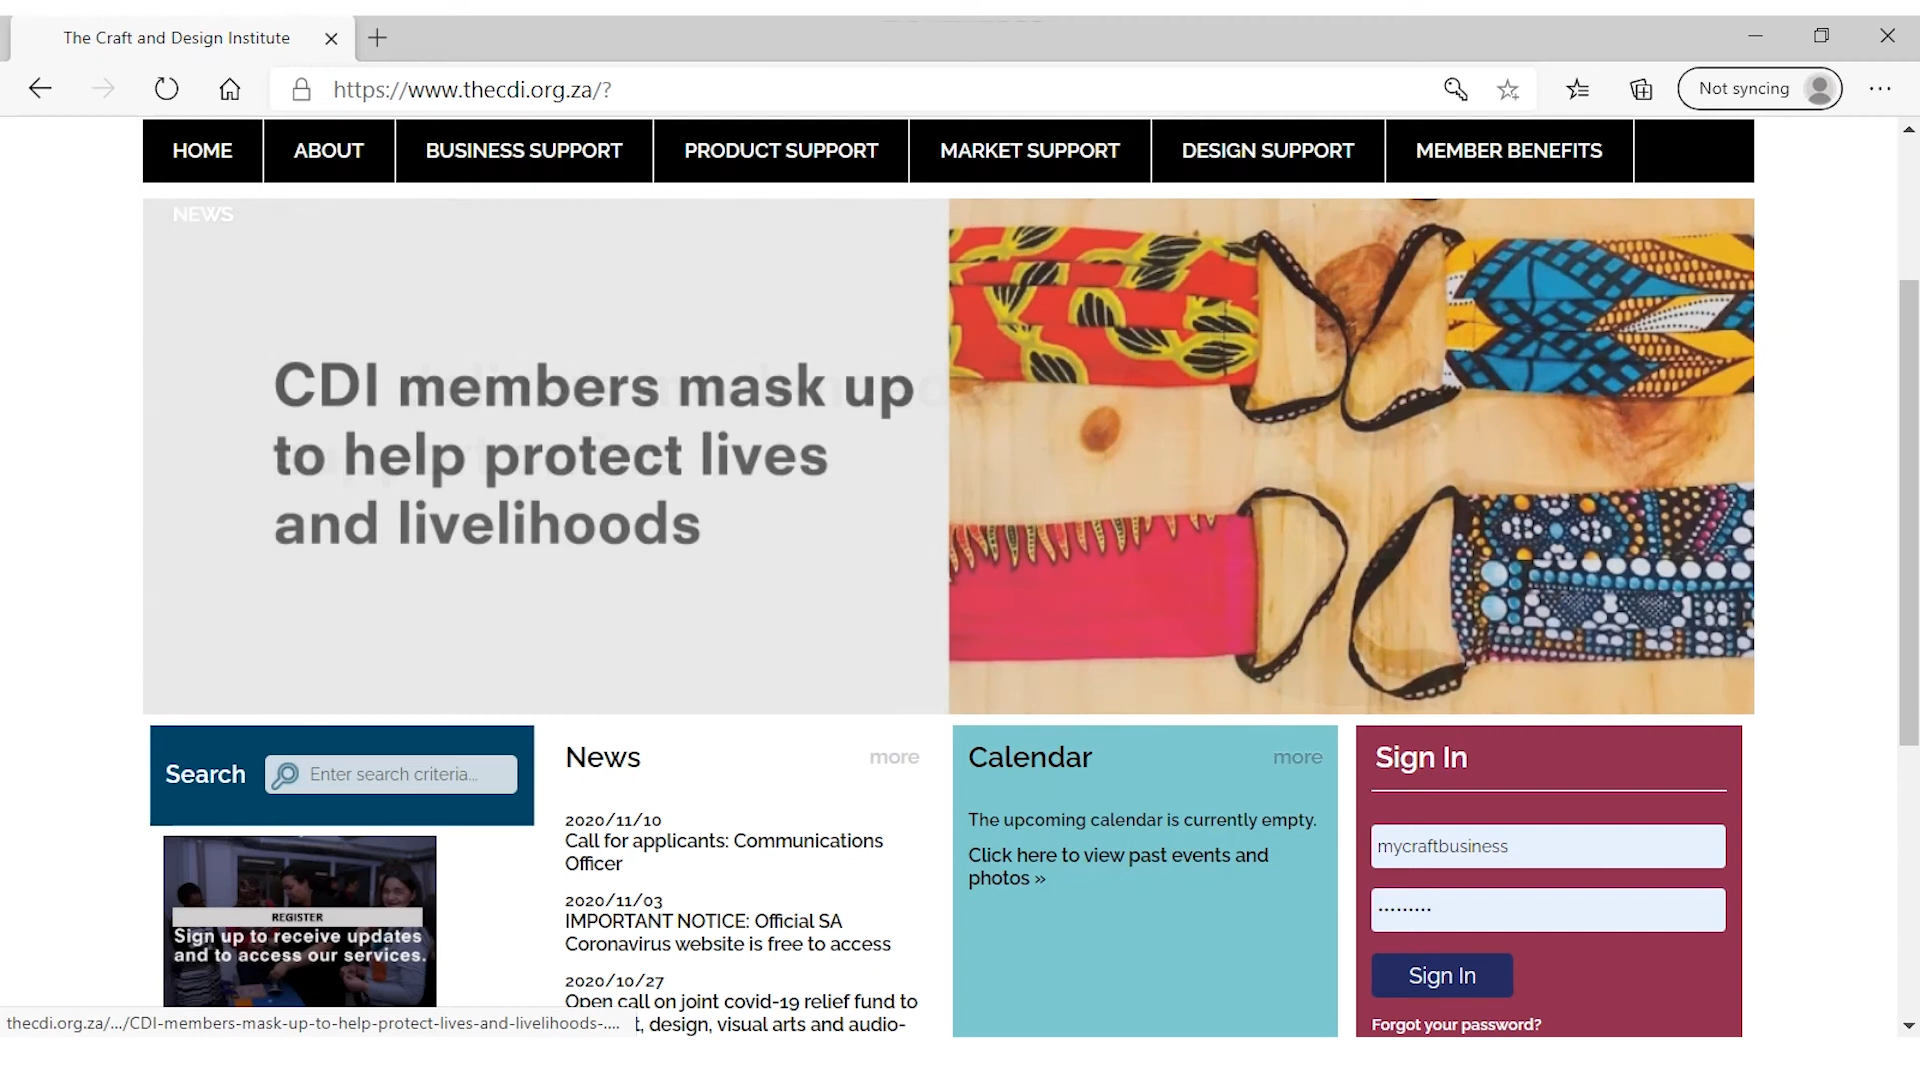 The Craft and Design Institute
https://www.thecdi.org.za/?
Not syncing
HOME ABOUT BUSINESS SUPPORT PRODUCT SUPPORT MARKET SUPPORT DESIGN SUPPORT MEMBER BENEFITS
NEWS
CDI members mask up
to help protect lives
and livelihoods
Search
Enter search criteria...
REGISTER
Sign up to receive updates
and to access our services.
News more
2020/11/10
Call for applicants: Communications
Officer
2020/11/03
IMPORTANT NOTICE: Official SA
Coronavirus website is free to access
2020/10/27
Open call on joint covid-19 relief fund to
t, design, visual arts and audio-
Calendar more
The upcoming calendar is currently empty.
Click here to view past events and
photos »
Sign In
mycraftbusiness
•••••••••
Sign In
Forgot your password?
thecdi.org.za/.../CDI-members-mask-up-to-help-protect-lives-and-livelihoods-....